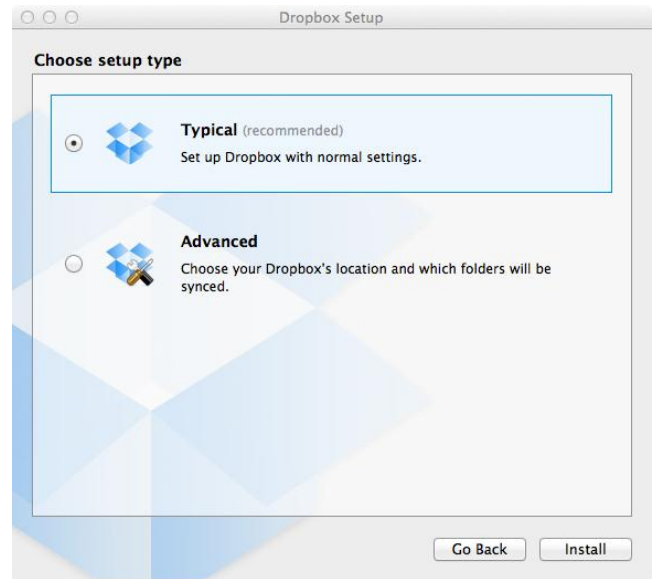 Dropbox Setup
Choose setup type
Typical (recommended)
Set up Dropbox with normal settings.
Advanced
Choose your Dropbox's location and which folders will be
synced.
Go Back Install